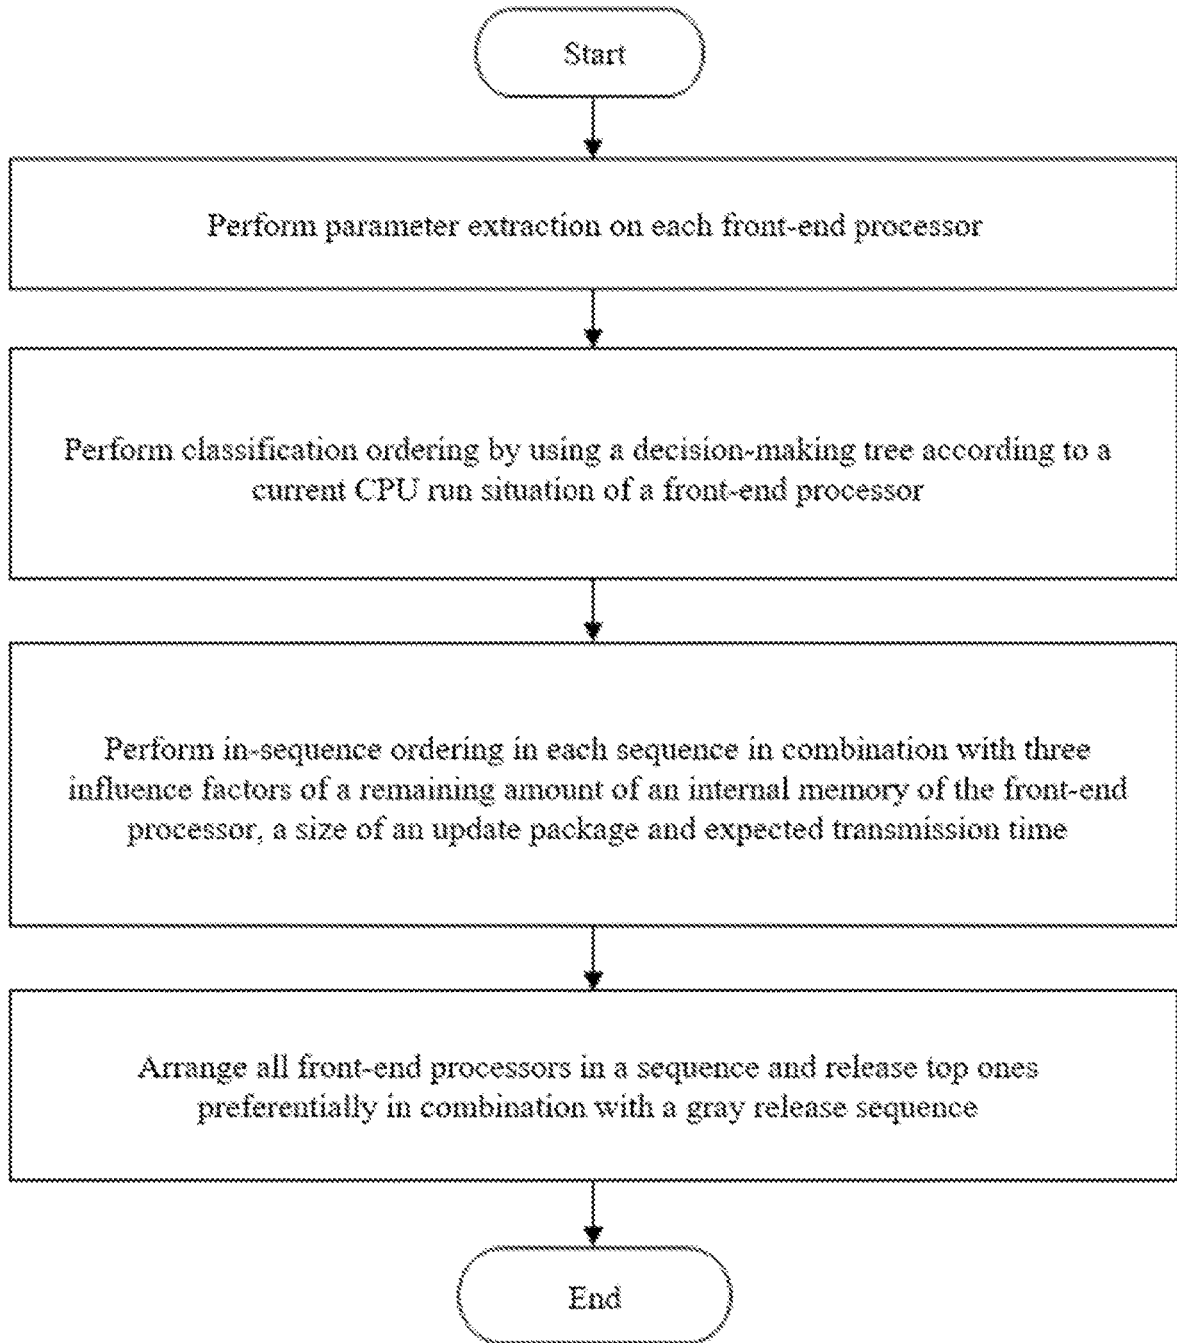 Start
Perform parameter extraction on each front-end processor
Perform classification ordering by using a decision-making tree according to a
current CPU run situation of a front-end processor
Perform in-sequence ordering in each sequence in combination with three
influence factors of a remaining amount of an internal memory of the front-end
processor, a size of an update package and expected transmission time
Arrange all front-end processors in a sequence and release top ones
preferentially in combination with a gray release sequence
End